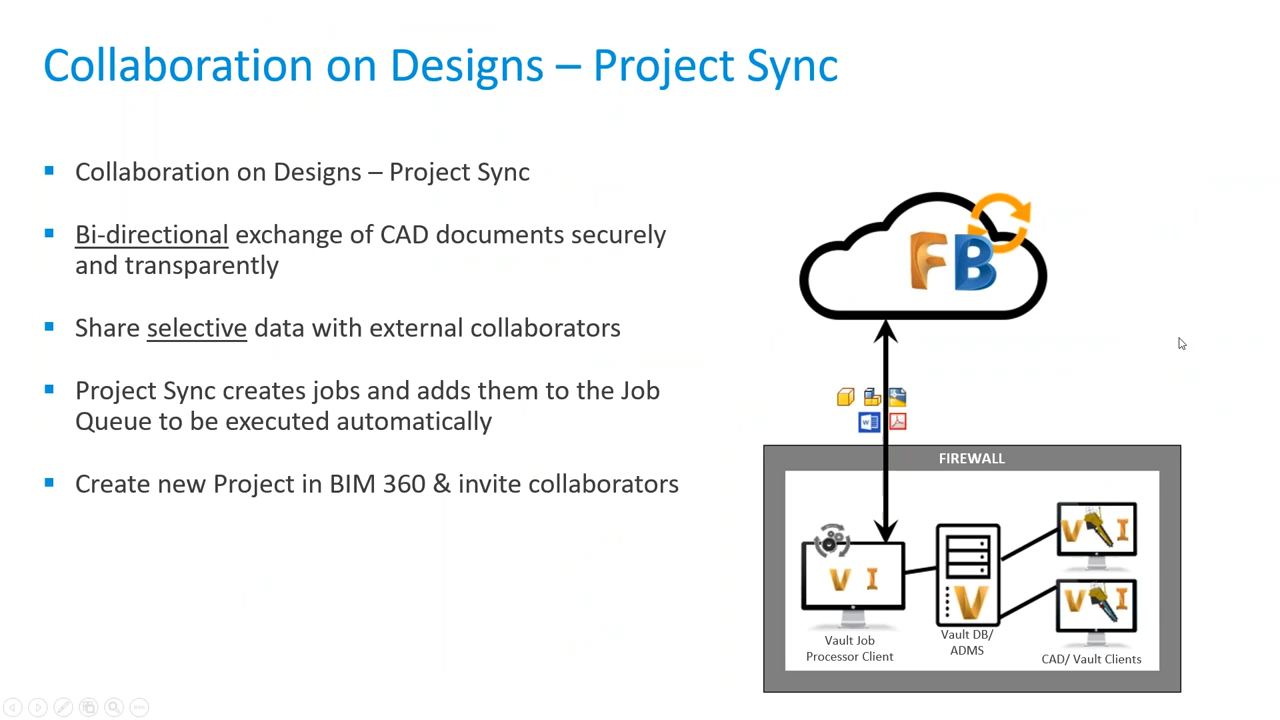 Collaboration on Designs – Project Sync
Collaboration on Designs – Project Sync
Bi-directional exchange of CAD documents securely
and transparently
Share selective data with external collaborators
Project Sync creates jobs and adds them to the Job
Queue to be executed automatically
Create new Project in BIM 360 & invite collaborators
F B
FIREWALL
V I
V
V I
V I
Vault Job
Processor Client
Vault DB/
ADMS
CAD/ Vault Clients